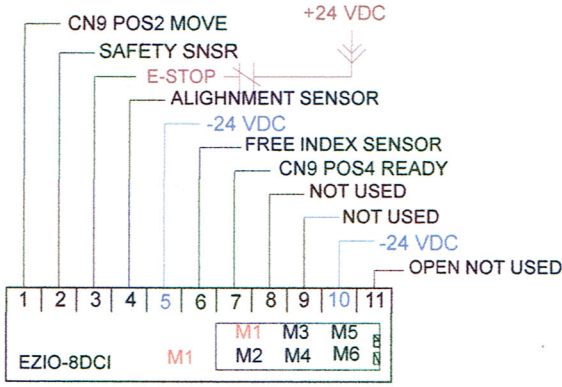 +24 VDC
CN9 POS2 MOVE
SAFETY SNSR
E-STOP
ALIGHNMENT SENSOR
-24 VDC
FREE INDEX SENSOR
CN9 POS4 READY
NOT USED
NOT USED
-24 VDC
OPEN NOT USED
1 2 3 4 5 6 7 8 9 10 11
M1 M3 M5
EZIO-8DCI M1 M2 M4 M6